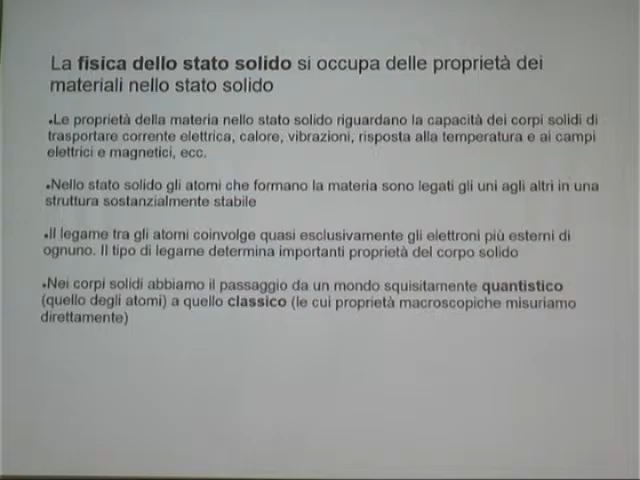 La fisica dello stato solido si occupa delle proprietà dei
materiali nello stato solido
•Le proprietà della materia nello stato solido riguardano la capacità dei corpi solidi di
trasportare corrente elettrica, calore, vibrazioni, risposta alla temperatura e ai campi
elettrici e magnetici, ecc.
•Nello stato solido gli atomi che formano la materia sono legati gli uni agli altri in una
struttura sostanzialmente stabile
•Il legame tra gli atomi coinvolge quasi esclusivamente gli elettroni più esterni di
ognuno. Il tipo di legame determina importanti proprietà del corpo solido
•Nei corpi solidi abbiamo il passaggio da un mondo squisitamente quantistico
(quello degli atomi) a quello classico (le cui proprietà macroscopiche misuriamo
direttamente)